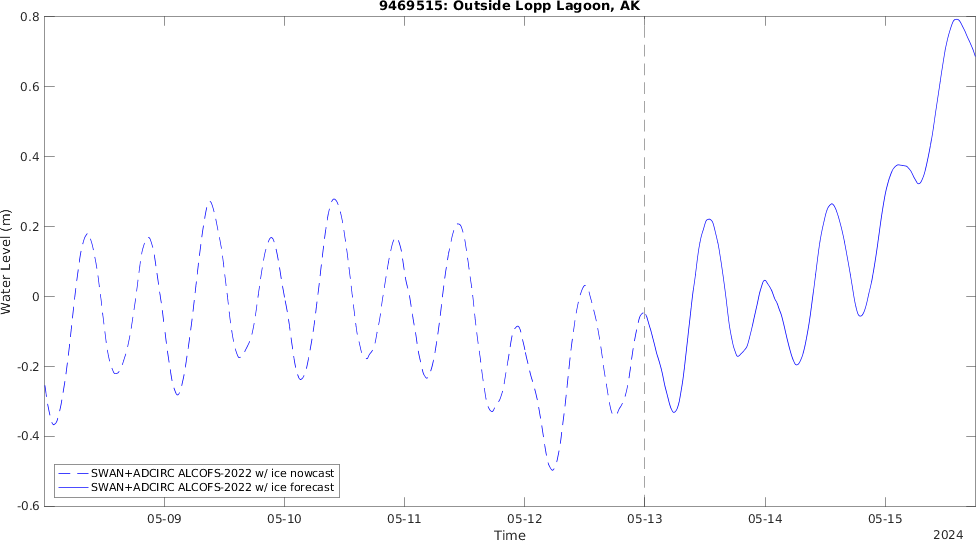 9469515: Outside Lopp Lagoon, AK
0.8
0.6
0.4
0.2
0
-0.2
-0.4
-0.6
Water Level (m)
SWAN+ADCIRC ALCOFS-2022 w/ ice nowcast
SWAN+ADCIRC ALCOFS-2022 w/ ice forecast
05-09 05-10 05-11 05-12 05-13 05-14 05-15
Time
2024